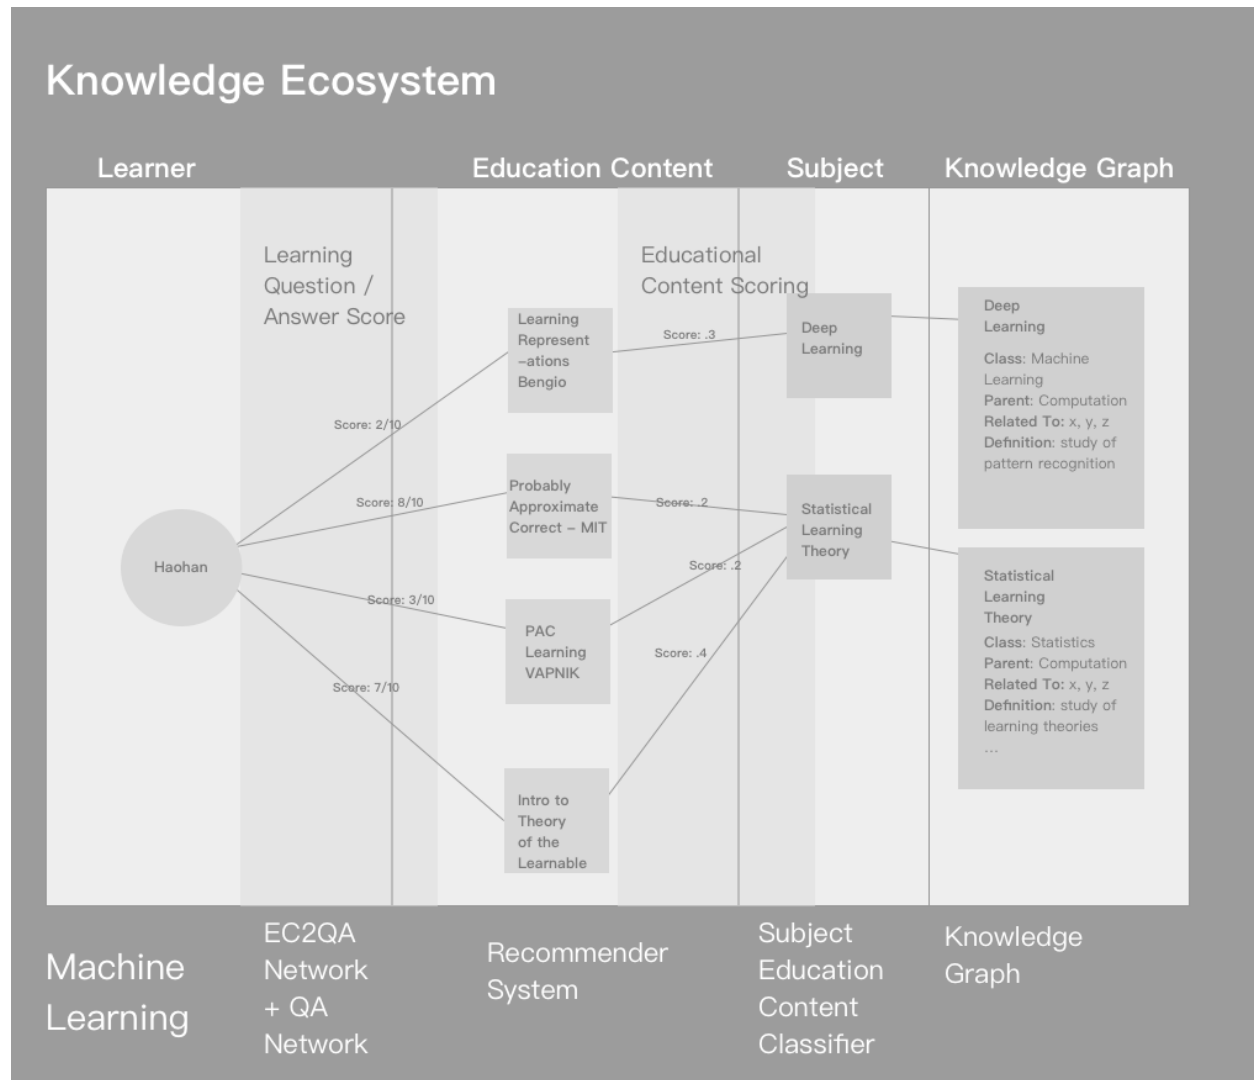 Knowledge Ecosystem
Learner
Education Content
Subject
Knowledge Graph
Learning
Question /
Answer Score
Educational
Content Scoring
Haohan
Score: 2/10
Score: 8/10
Score: 3/10
Score: 7/10
Learning
Represent
-ations
Bengio
Probably
Approximate
Correct - MIT
PAC
Learning
VAPNIK
Intro to
Theory
of the
Learnable
Score: .3
Score: .2
Score: .2
Score: .4
Deep
Learning
Statistical
Learning
Theory
Deep
Learning
Class: Machine
Learning
Parent: Computation
Related To: x, y, z
Definition: study of
pattern recognition
Statistical
Learning
Theory
Class: Statistics
Parent: Computation
Related To: x, y, z
Definition: study of
learning theories
...
Machine
Learning
EC2QA
Network
+ QA
Network
Recommender
System
Subject
Education
Content
Classifier
Knowledge
Graph